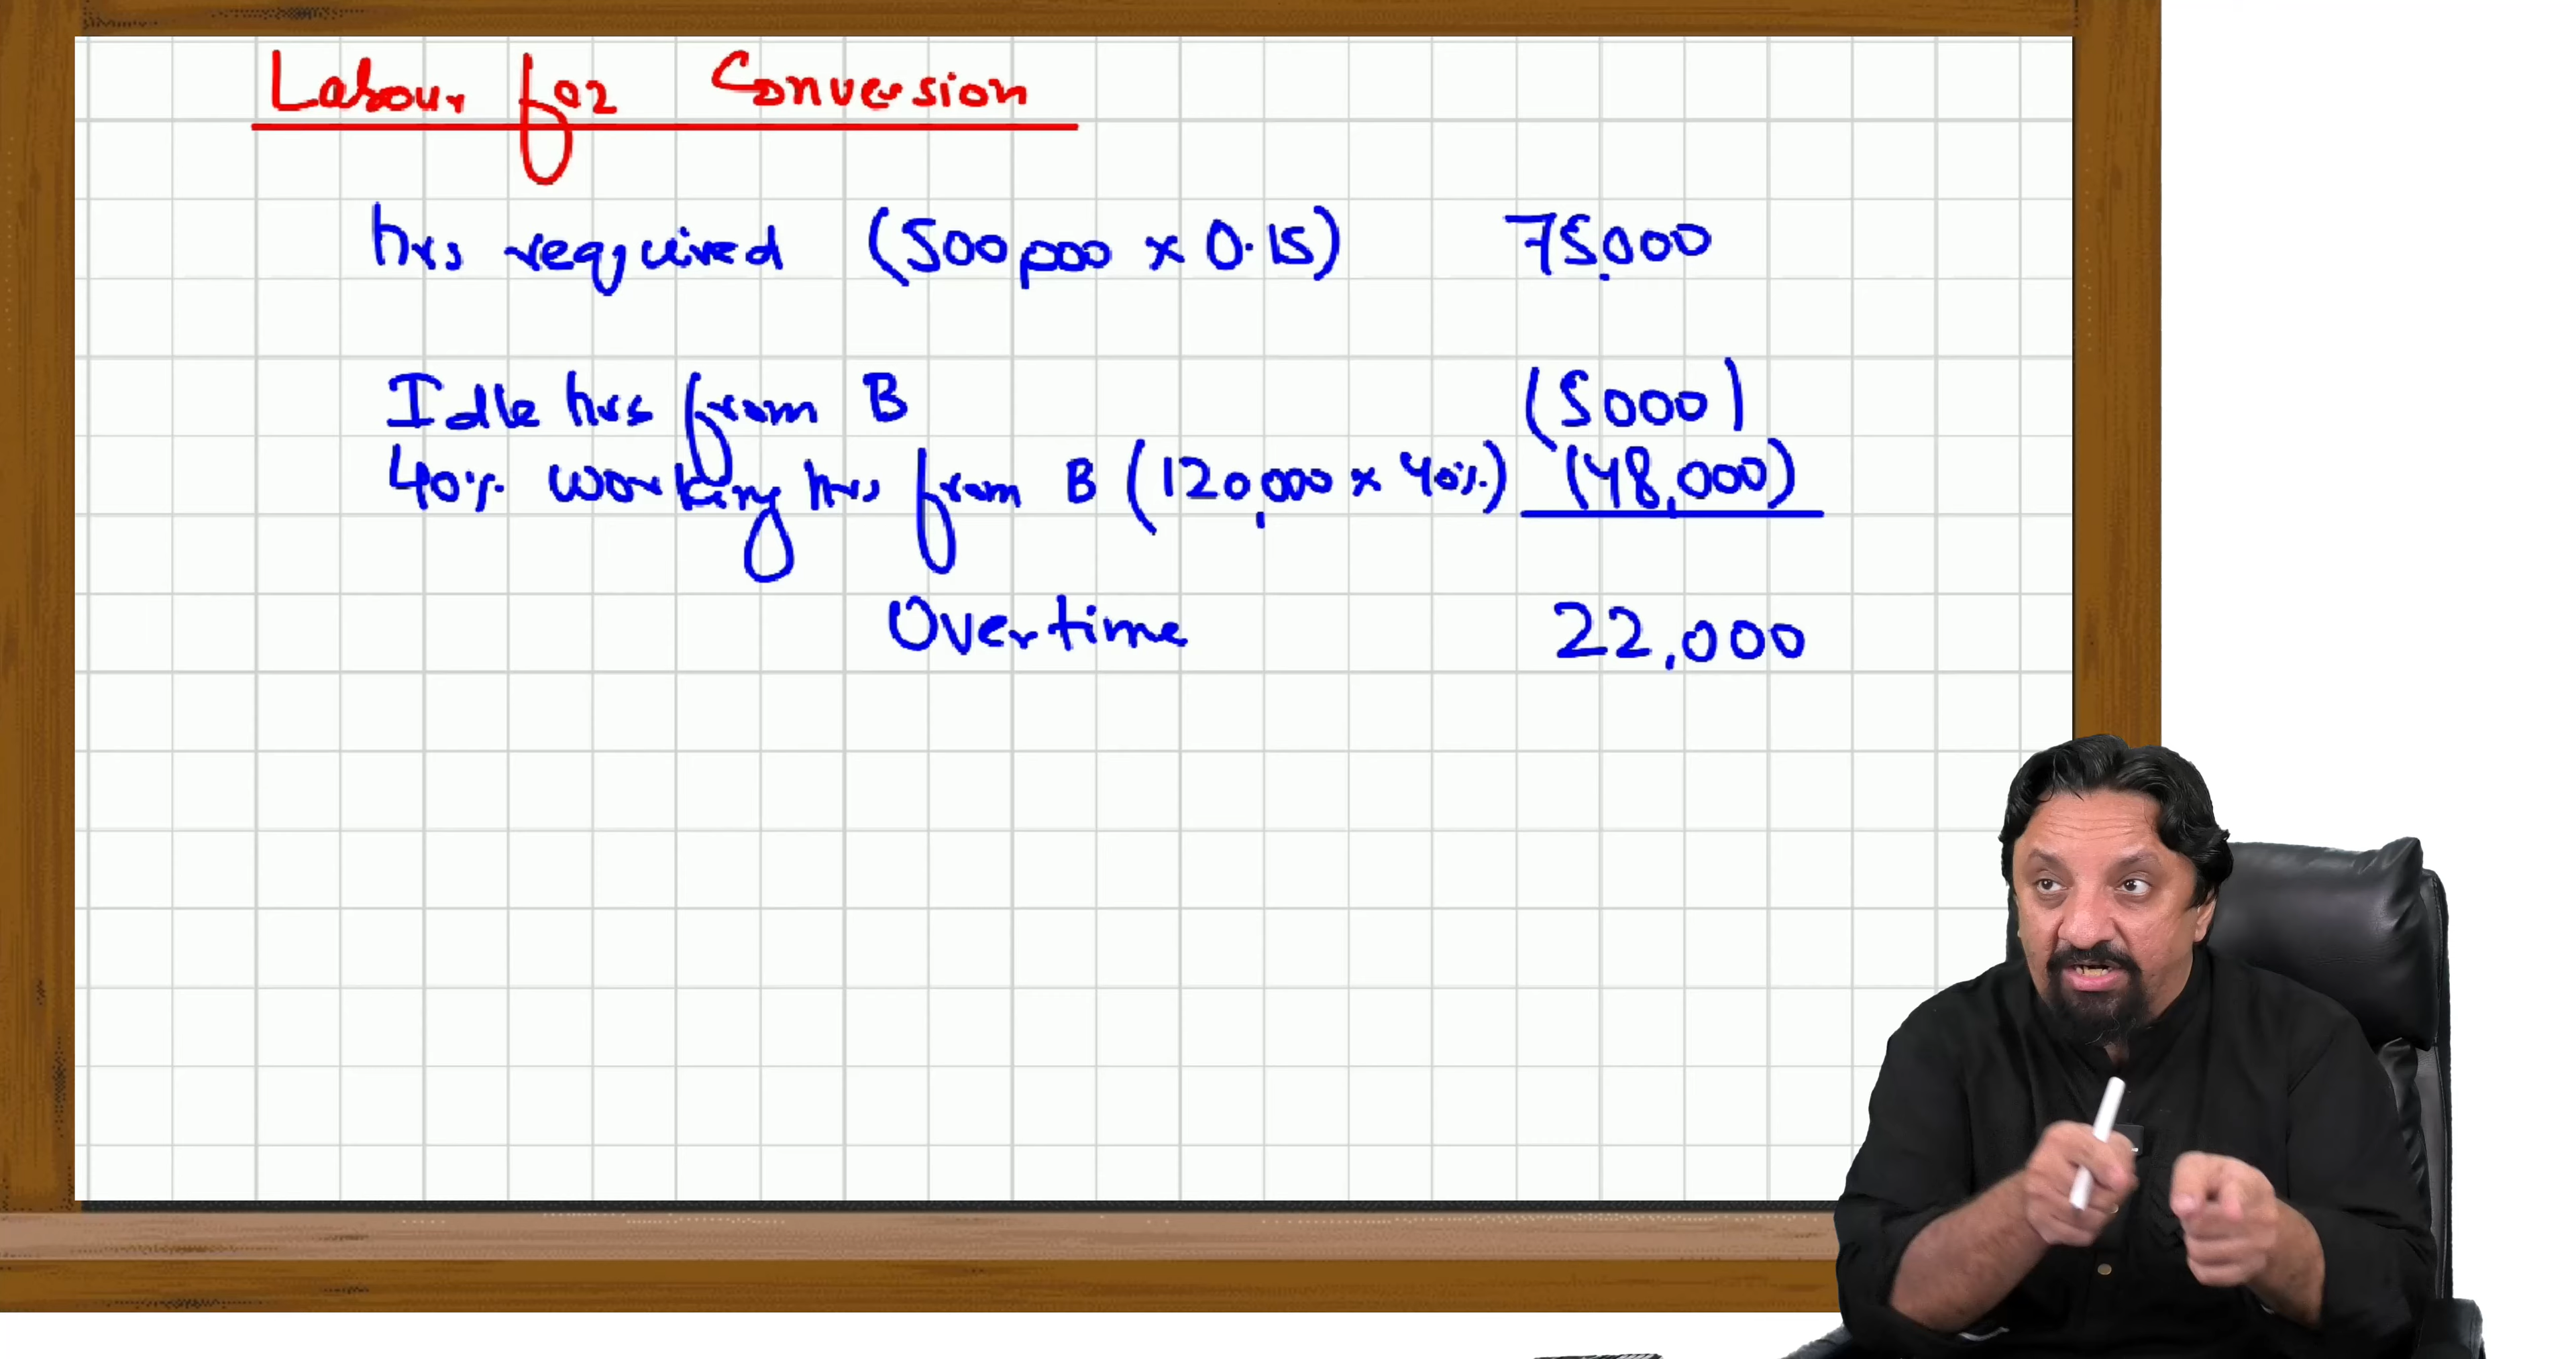 Labour for Conversion
hrs required (500,000 x 0.15) 75,000
Idle hrs from B (5000)
40% working hrs from B (120,000 x 40%) (48,000)
Overtime 22,000